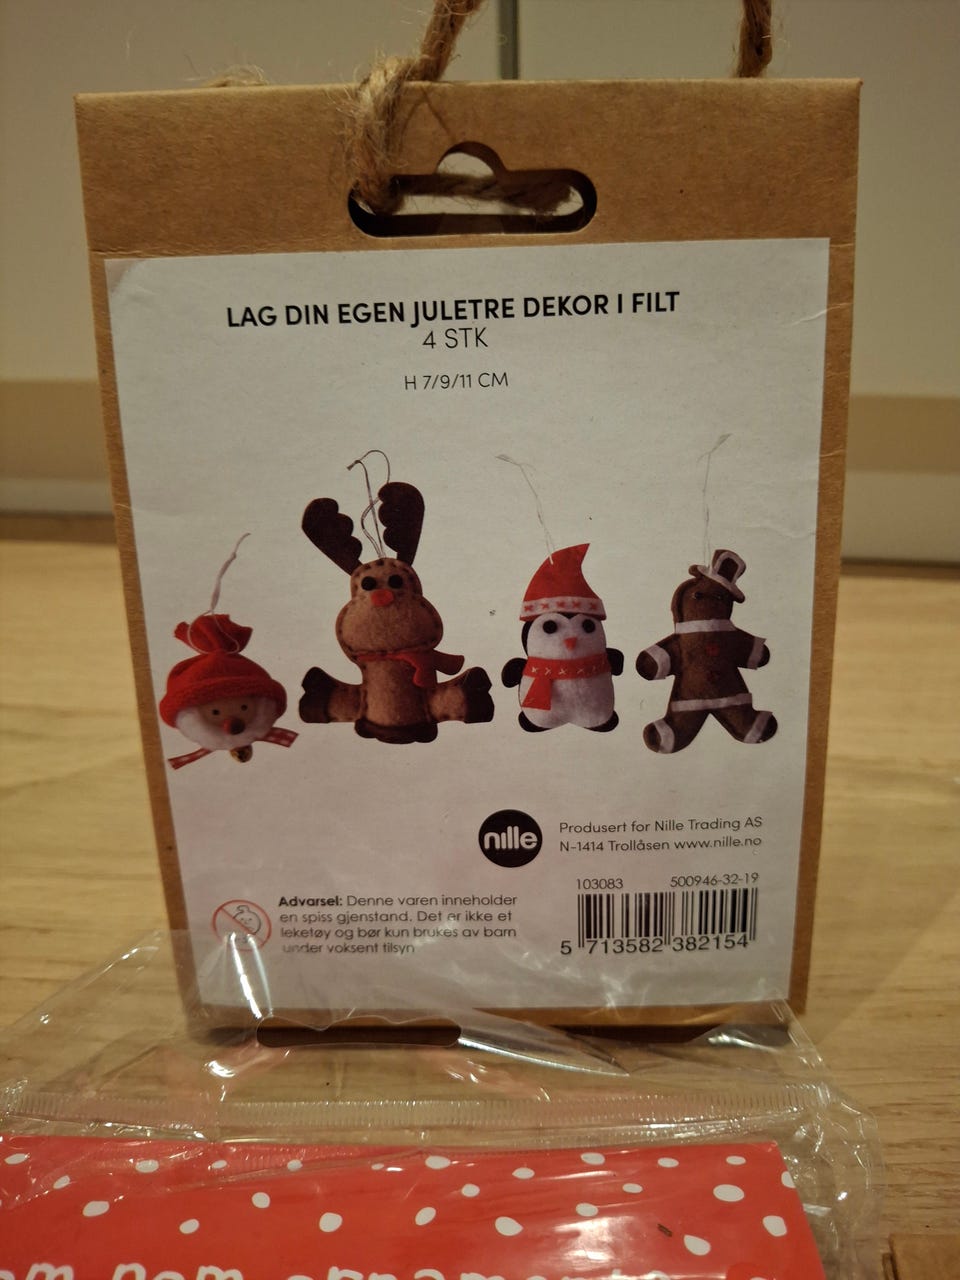 LAG DIN EGEN JULETRE DEKOR I FILT
4 STK
H 7/9/11 CM
nille
Produsert for Nille Trading AS
N-1414 Trollåsen www.nille.no
103083 500946-32-19
5 713582 382154
Advarsel: Denne varen inneholder
en spiss gjenstand. Det er ikke et
leketøy og bør kun brukes av barn
under voksent tilsyn
pom ornaments